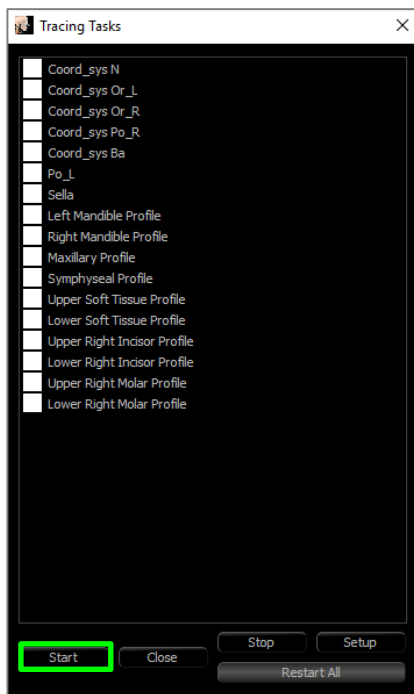 Tracing Tasks
Coord_sys N
Coord_sys Or_L
Coord_sys Or_R
Coord_sys Po_R
Coord_sys Ba
Po_L
Sella
Left Mandible Profile
Right Mandible Profile
Maxillary Profile
Symphyseal Profile
Upper Soft Tissue Profile
Lower Soft Tissue Profile
Upper Right Incisor Profile
Lower Right Incisor Profile
Upper Right Molar Profile
Lower Right Molar Profile
Stop Setup
Start Close
Restart All